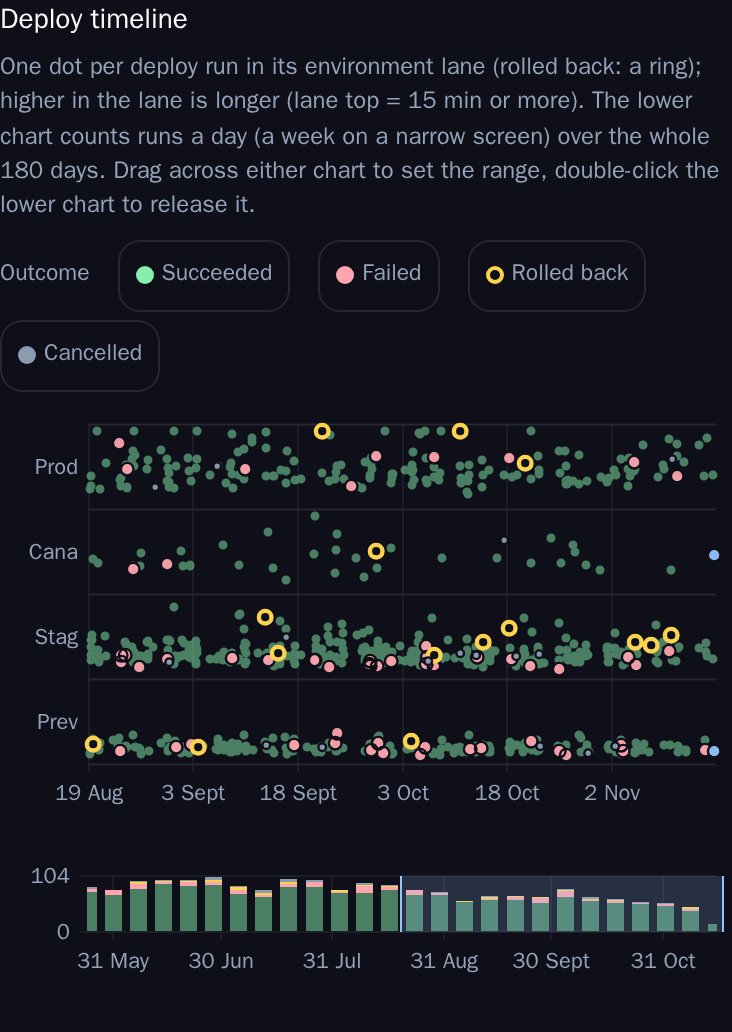 Deploy timeline
One dot per deploy run in its environment lane (rolled back: a ring);
higher in the lane is longer (lane top = 15 min or more). The lower
chart counts runs a day (a week on a narrow screen) over the whole
180 days. Drag across either chart to set the range, double-click the
lower chart to release it.
Outcome Succeeded Failed Rolled back
Cancelled
Prod
Cana
Stag
Prev
19 Aug 3 Sept 18 Sept 3 Oct 18 Oct 2 Nov
104
0
31 May 30 Jun 31 Jul 31 Aug 30 Sept 31 Oct